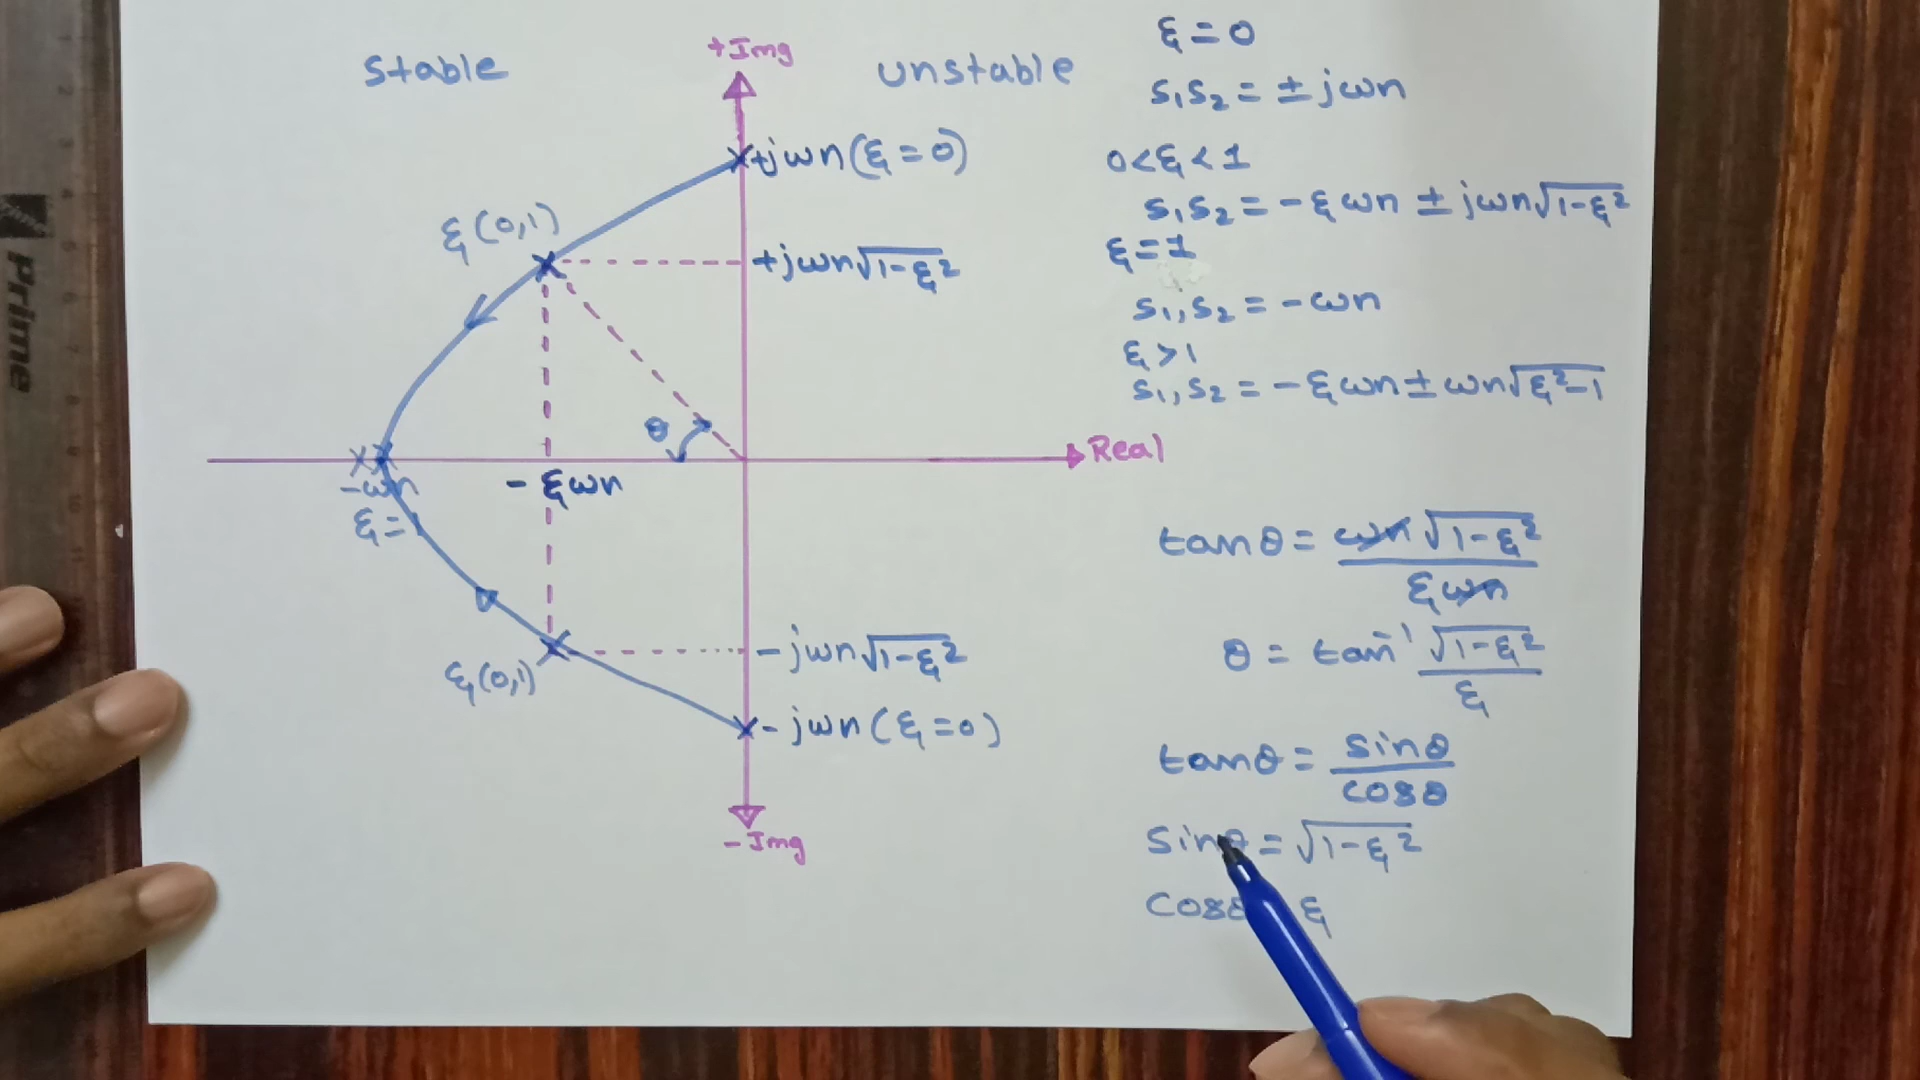 Prime
stable
+Img
unstable
+jωn(ξ=0)
ξ(0,1)
+jωn√1-ξ²
θ
Real
-ωn
-ξωn
ξ=1
-jωn√1-ξ²
ξ(0,1)
-jωn(ξ=0)
-Img
ξ=0
s₁s₂=±jωn
0<ξ<1
s₁s₂=-ξωn±jωn√1-ξ²
ξ=1
s₁,s₂=-ωn
ξ>1
s₁,s₂=-ξωn±ωn√ξ²-1
tanθ=ωn√1-ξ²
ξωn
θ=tan⁻¹√1-ξ²
ξ
tanθ=sinθ
cosθ
sinθ=√1-ξ²
cosθ ξ